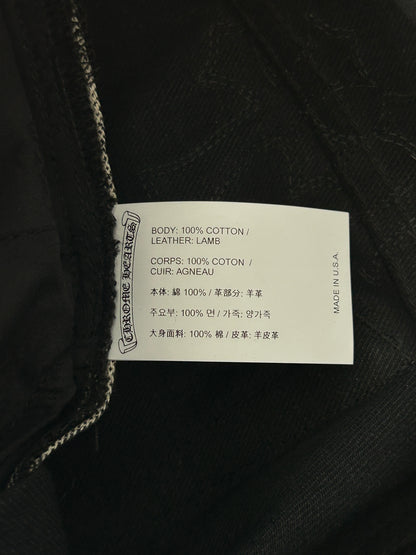 CHROME HEARTS
BODY: 100% COTTON /
LEATHER: LAMB
CORPS: 100% COTON /
CUIR: AGNEAU
本体: 綿 100% / 革部分: 羊革
주요부: 100% 면 / 가죽: 양가죽
大身面料: 100% 棉 / 皮革: 羊皮革
MADE IN U.S.A.